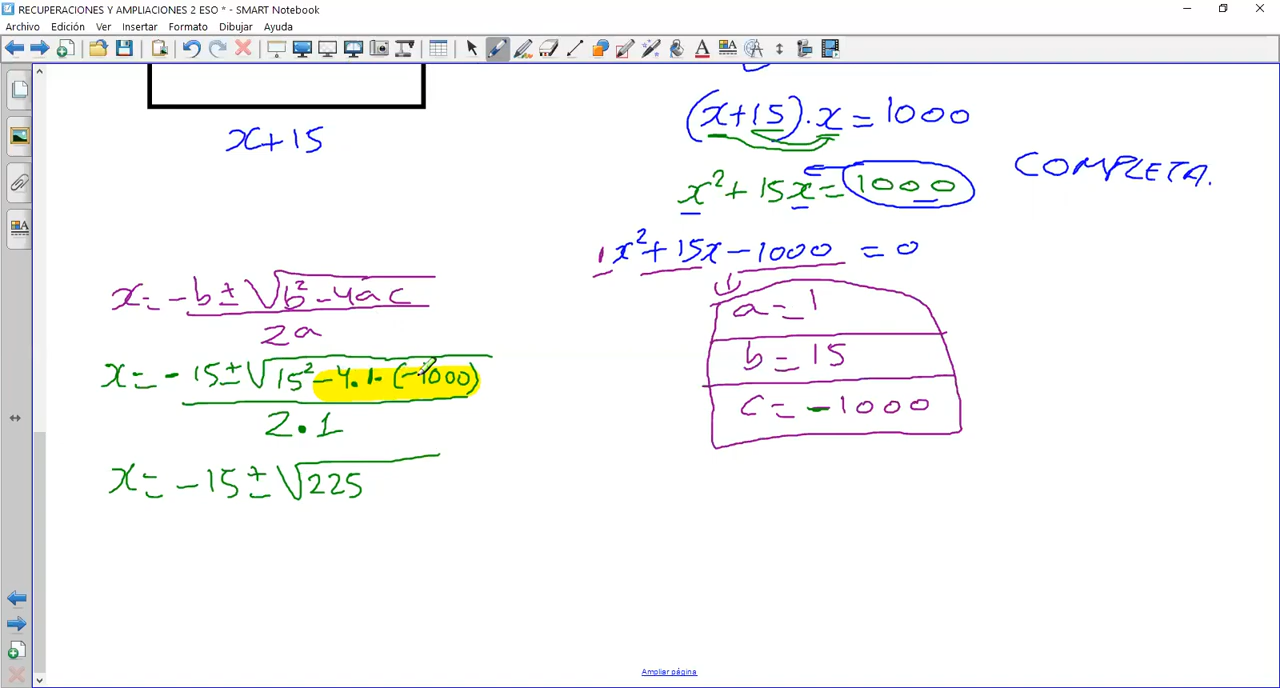 RECUPERACIONES Y AMPLIACIONES 2 ESO * - SMART Notebook
Archivo Edición Ver Insertar Formato Dibujar Ayuda
x+15
(x+15).x=1000
x²+15x=1000
COMPLETA.
1x²+15x-1000=0
a=1
b=15
c=-1000
x=-b±√b²-4ac
2a
x=-15±√15²-4.1.(-1000)
2.1
x=-15±√225
Ampliar página